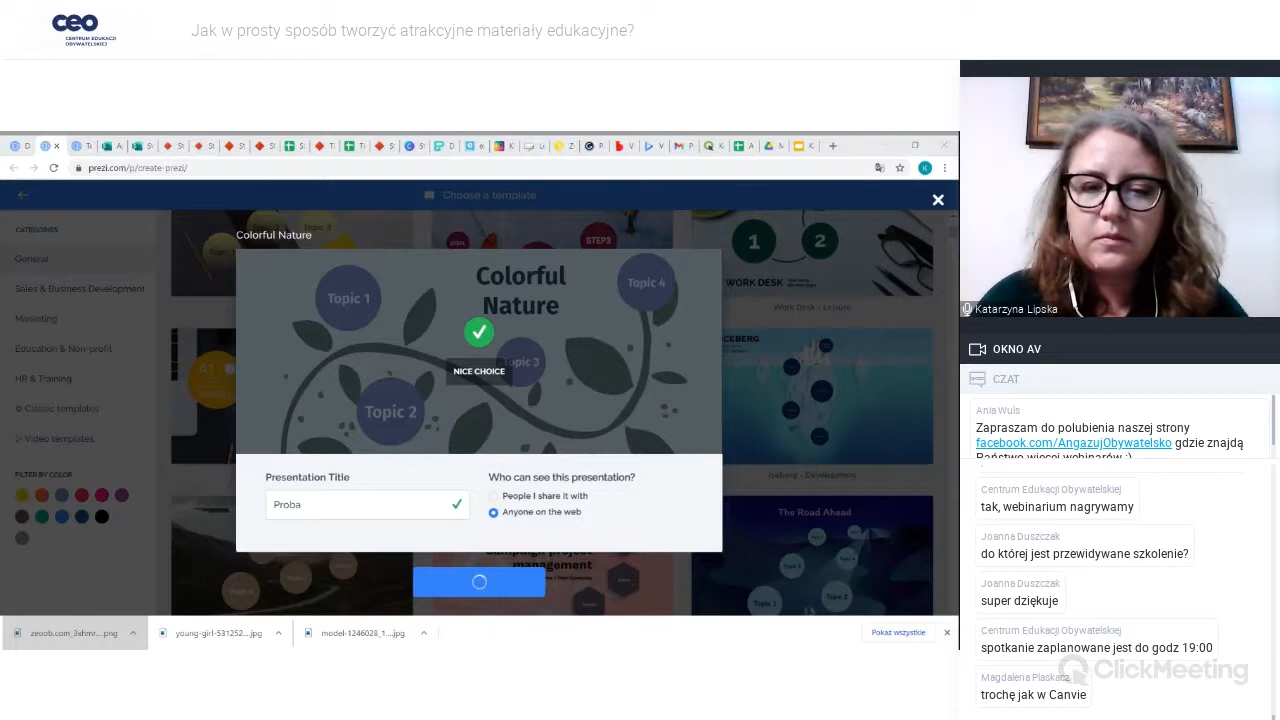 ceo
CENTRUM EDUKACJI
OBYWATELSKIEJ
Jak w prosty sposób tworzyć atrakcyjne materiały edukacyjne?
prezi.com/p/create-prezi/
Choose a template
CATEGORIES
General
Sales & Business Development
Marketing
Education & Non-profit
HR & Training
Classic templates
Video templates
FILTER BY COLOR
Colorful Nature
Topic 1
Colorful
Nature
Topic 4
Topic 3
NICE CHOICE
Topic 2
Presentation Title
Proba
Who can see this presentation?
People I share it with
Anyone on the web
STEP3
1
2
WORK DESK
Work Desk - Leisure
ICEBERG
Iceberg - Development
The Road Ahead
Topic 1
Topic 2
Campaign project
management
zeoob.com_3xhmr....png
young-girl-531252....jpg
model-1246028_1....jpg
Pokaż wszystkie
Katarzyna Lipska
OKNO AV
CZAT
Ania Wuls
Zapraszam do polubienia naszej strony
facebook.com/AngazujObywatelsko gdzie znajdą
Państwo więcej webinarów :)
Centrum Edukacji Obywatelskiej
tak, webinarium nagrywamy
Joanna Duszczak
do której jest przewidywane szkolenie?
Joanna Duszczak
super dziękuje
Centrum Edukacji Obywatelskiej
spotkanie zaplanowane jest do godz 19:00
Magdalena Plaskacz
trochę jak w Canvie
ClickMeeting